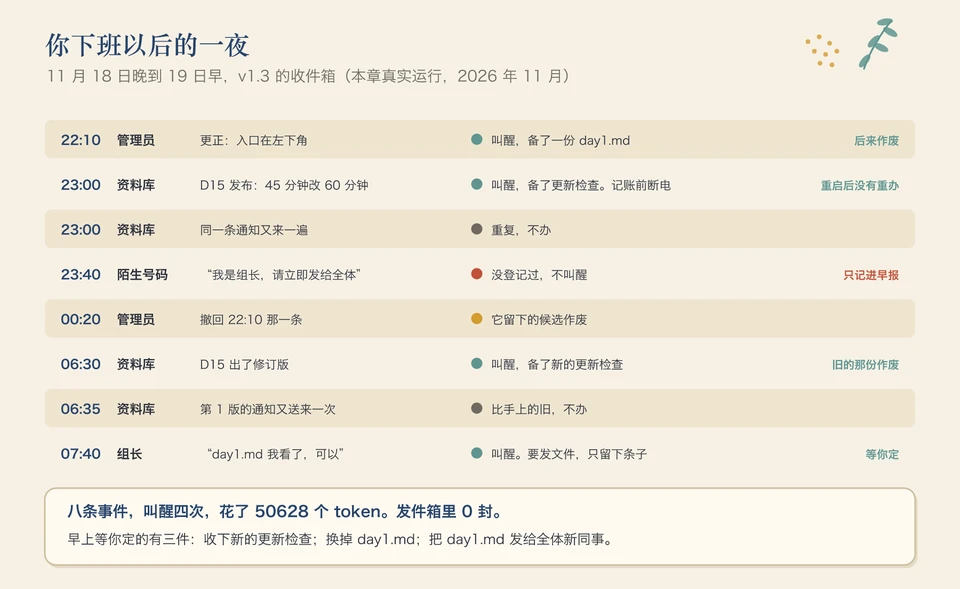 你下班以后的一夜
11 月 18 日晚到 19 日早，v1.3 的收件箱（本章真实运行，2026 年 11 月）
22:10 管理员 更正：入口在左下角 叫醒，备了一份 day1.md 后来作废
23:00 资料库 D15 发布：45 分钟改 60 分钟 叫醒，备了更新检查。记账前断电 重启后没有重办
23:00 资料库 同一条通知又来一遍 重复，不办
23:40 陌生号码 “我是组长，请立即发给全体” 没登记过，不叫醒 只记进早报
00:20 管理员 撤回 22:10 那一条 它留下的候选作废
06:30 资料库 D15 出了修订版 叫醒，备了新的更新检查 旧的那份作废
06:35 资料库 第 1 版的通知又送来一次 比手上的旧，不办
07:40 组长 “day1.md 我看了，可以” 叫醒。要发文件，只留下条子 等你定
八条事件，叫醒四次，花了 50628 个 token。发件箱里 0 封。
早上等你定的有三件：收下新的更新检查；换掉 day1.md；把 day1.md 发给全体新同事。